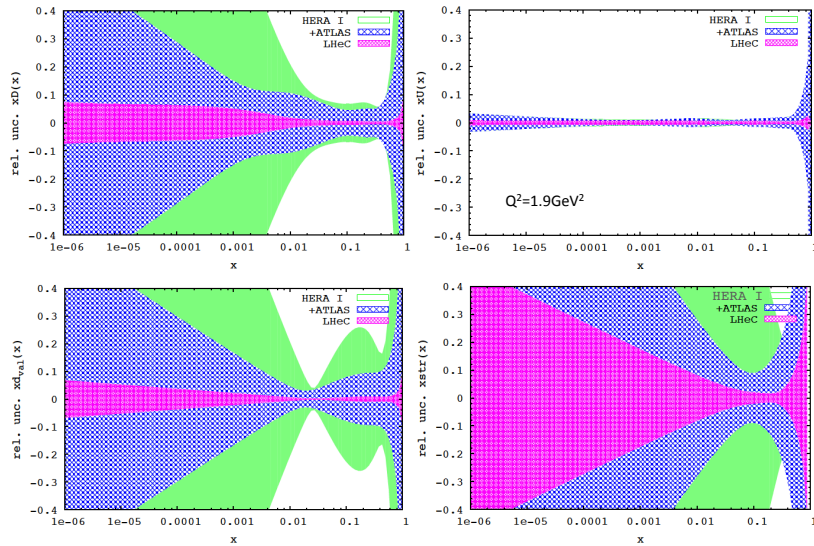 0.4
0.3
0.2
0.1
0
-0.1
-0.2
-0.3
-0.4
rel. unc. xD(x)
HERA I
+ATLAS
LHeC
1e-06 1e-05 0.0001 0.001 0.01 0.1 1
x
0.4
0.3
0.2
0.1
0
-0.1
-0.2
-0.3
-0.4
rel. unc. xU(x)
HERA I
+ATLAS
LHeC
Q²=1.9GeV²
1e-06 1e-05 0.0001 0.001 0.01 0.1 1
x
0.4
0.3
0.2
0.1
0
-0.1
-0.2
-0.3
-0.4
rel. unc. xd_val(x)
HERA I
+ATLAS
LHeC
1e-06 1e-05 0.0001 0.001 0.01 0.1 1
x
0.4
0.3
0.2
0.1
0
-0.1
-0.2
-0.3
-0.4
rel. unc. xstr(x)
HERA I
+ATLAS
LHeC
1e-06 1e-05 0.0001 0.001 0.01 0.1 1
x